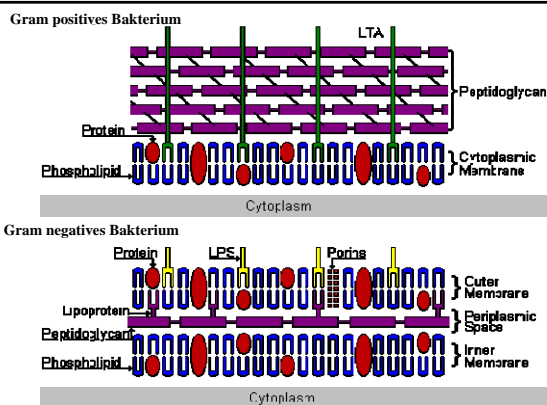 Gram positives Bakterium
LTA
Peptidoglycan
Protein
Cytoplasmic
Membrane
Phospholipid
Cytoplasm
Gram negatives Bakterium
Protein
LPS
Porins
Outer
Membrane
Lipoprotein
Periplasmic
Space
Peptidoglycan
Phospholipid
Inner
Membrane
Cytoplasm